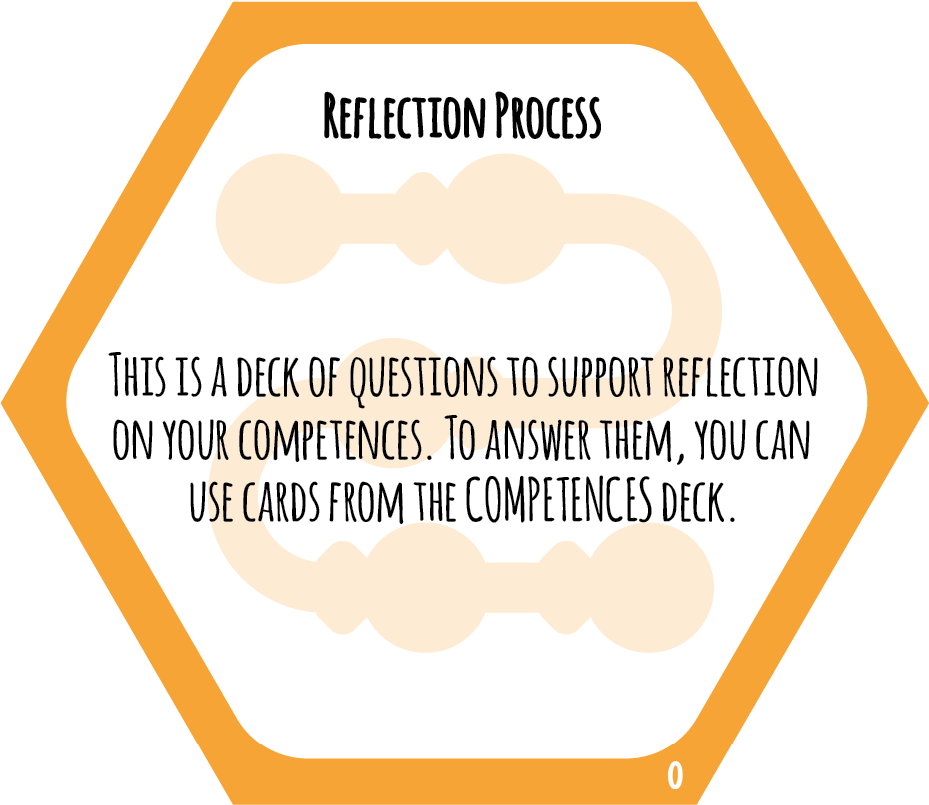 Reflection Process
This is a deck of questions to support reflection
on your competences. To answer them, you can
use cards from the COMPETENCES deck.
0